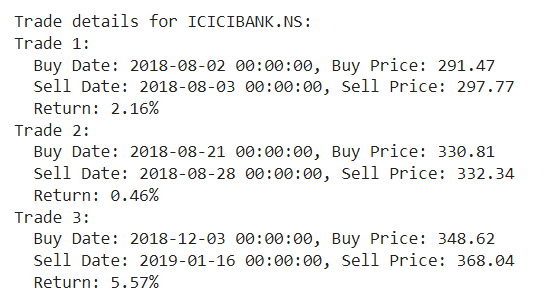 Trade details for ICICIBANK.NS:
Trade 1:
  Buy Date: 2018-08-02 00:00:00, Buy Price: 291.47
  Sell Date: 2018-08-03 00:00:00, Sell Price: 297.77
  Return: 2.16%
Trade 2:
  Buy Date: 2018-08-21 00:00:00, Buy Price: 330.81
  Sell Date: 2018-08-28 00:00:00, Sell Price: 332.34
  Return: 0.46%
Trade 3:
  Buy Date: 2018-12-03 00:00:00, Buy Price: 348.62
  Sell Date: 2019-01-16 00:00:00, Sell Price: 368.04
  Return: 5.57%